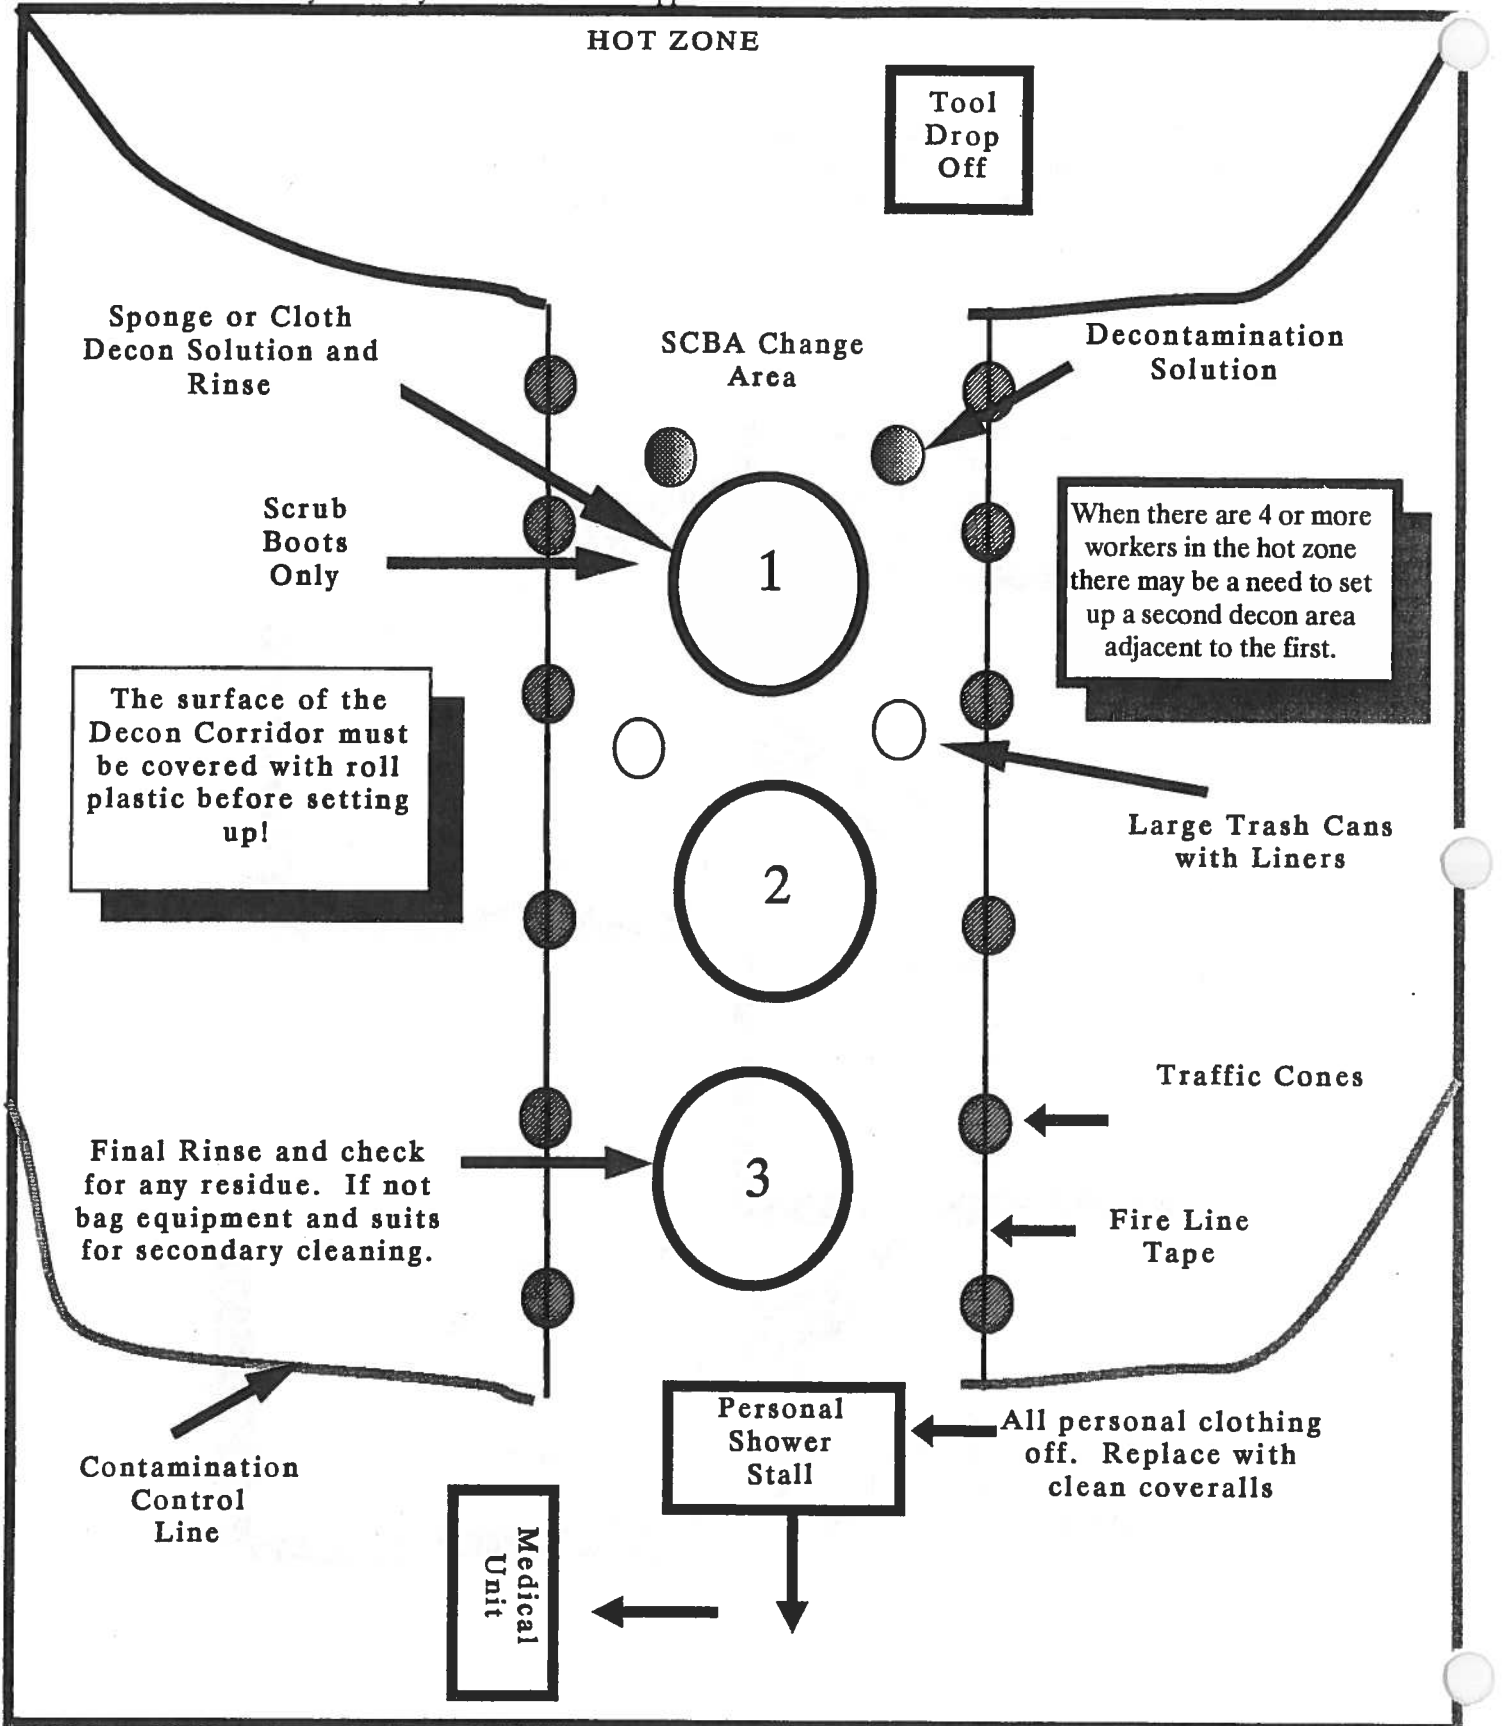 HOT ZONE
Tool
Drop
Off
Sponge or Cloth
Decon Solution and
Rinse
SCBA Change
Area
Decontamination
Solution
Scrub
Boots
Only
1
When there are 4 or more
workers in the hot zone
there may be a need to set
up a second decon area
adjacent to the first.
The surface of the
Decon Corridor must
be covered with roll
plastic before setting
up!
Large Trash Cans
with Liners
2
Traffic Cones
Final Rinse and check
for any residue. If not
bag equipment and suits
for secondary cleaning.
3
Fire Line
Tape
Personal
Shower
Stall
All personal clothing
off. Replace with
clean coveralls
Contamination
Control
Line
Medical
Unit